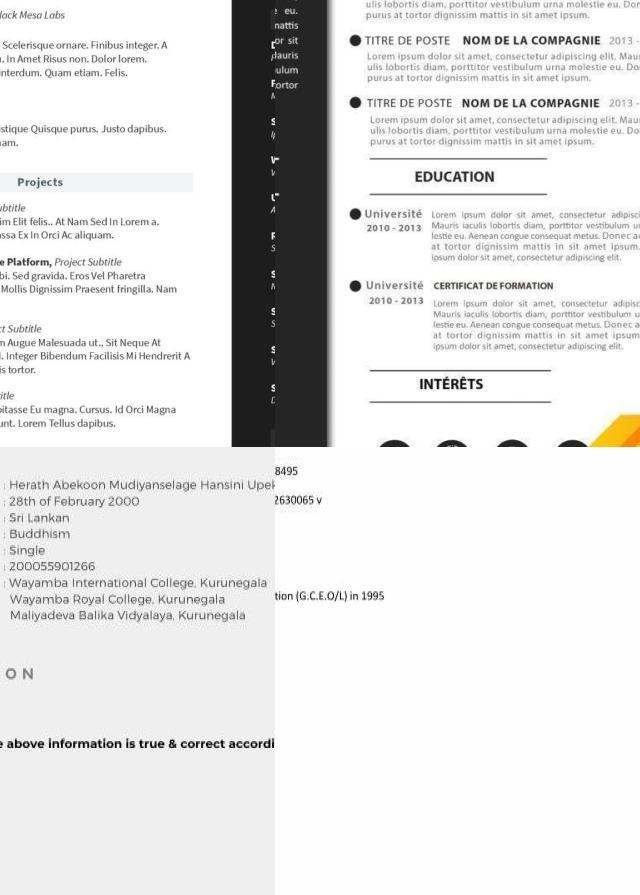 lack Mesa Labs
Scelerisque ornare. Finibus integer. A
. In Amet Risus non. Dolor lorem.
interdum. Quam etiam. Felis.
stique Quisque purus. Justo dapibus.
nam.
Projects
ubtitle
im Elit felis.. At Nam Sed In Lorem a.
assa Ex In Orci Ac aliquam.
e Platform, Project Subtitle
bi. Sed gravida. Eros Vel Pharetra
Mollis Dignissim Praesent fringilla. Nam
ct Subtitle
n Augue Malesuada ut.. Sit Neque At
l. Integer Bibendum Facilisis Mi Hendrerit A
is tortor.
itle
bitasse Eu magna. Cursus. Id Orci Magna
unt. Lorem Tellus dapibus.
eu.
mattis
or sit
Mauris
ulum
ortor
ulis lobortis diam, porttitor vestibulum urna molestie eu. Do
purus at tortor dignissim mattis in sit amet ipsum.
TITRE DE POSTE NOM DE LA COMPAGNIE 2013 -
Lorem ipsum dolor sit amet, consectetur adipiscing elit. Mau
ulis lobortis diam, porttitor vestibulum urna molestie eu. Do
purus at tortor dignissim mattis in sit amet ipsum.
TITRE DE POSTE NOM DE LA COMPAGNIE 2013 -
Lorem ipsum dolor sit amet, consectetur adipiscing elit. Mau
ulis lobortis diam, porttitor vestibulum urna molestie eu. Do
purus at tortor dignissim mattis in sit amet ipsum.
EDUCATION
Université
2010 - 2013
Lorem ipsum dolor sit amet, consectetur adipis
Mauris iaculis lobortis diam, porttitor vestibulum u
lestie eu. Aenean congue consequat metus. Donec a
at tortor dignissim mattis in sit amet ipsum.
ipsum dolor sit amet, consectetur adipiscing elit.
Université CERTIFICAT DE FORMATION
2010 - 2013
Lorem ipsum dolor sit amet, consectetur adipisc
Mauris iaculis lobortis diam, porttitor vestibulum u
lestie eu. Aenean congue consequat metus. Donec a
at tortor dignissim mattis in sit amet ipsum.
ipsum dolor sit amet, consectetur adipiscing elit.
INTÉRÊTS
: Herath Abekoon Mudiyanselage Hansini Upek
: 28th of February 2000
: Sri Lankan
: Buddhism
: Single
: 200055901266
: Wayamba International College, Kurunegala
Wayamba Royal College, Kurunegala
Maliyadeva Balika Vidyalaya, Kurunegala
ON
e above information is true & correct accordi
8495
2630065 v
tion (G.C.E.O/L) in 1995